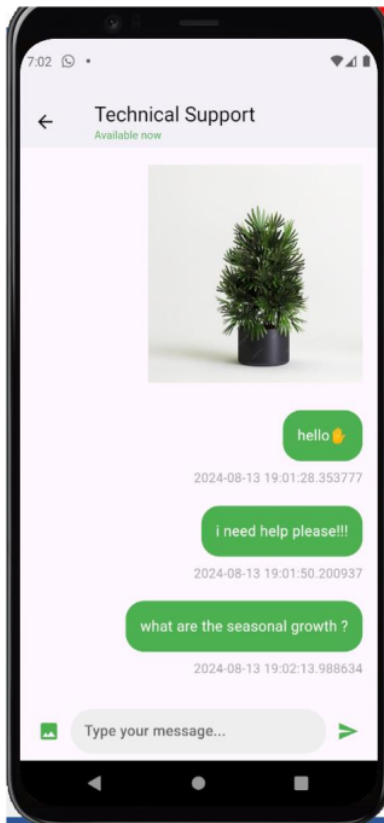 7:02
Technical Support
Available now
hello✋
2024-08-13 19:01:28.353777
i need help please!!!
2024-08-13 19:01:50.200937
what are the seasonal growth ?
2024-08-13 19:02:13.988634
Type your message...